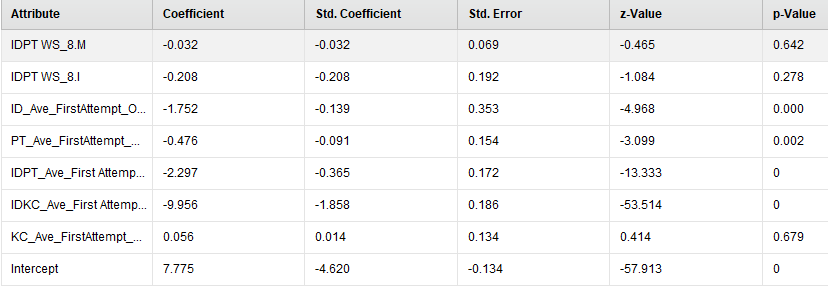 Attribute Coefficient Std. Coefficient Std. Error z-Value p-Value
IDPT WS_8.M -0.032 -0.032 0.069 -0.465 0.642
IDPT WS_8.I -0.208 -0.208 0.192 -1.084 0.278
ID_Ave_FirstAttempt_O... -1.752 -0.139 0.353 -4.968 0.000
PT_Ave_FirstAttempt_... -0.476 -0.091 0.154 -3.099 0.002
IDPT_Ave_First Attemp... -2.297 -0.365 0.172 -13.333 0
IDKC_Ave_First Attemp... -9.956 -1.858 0.186 -53.514 0
KC_Ave_FirstAttempt_... 0.056 0.014 0.134 0.414 0.679
Intercept 7.775 -4.620 -0.134 -57.913 0